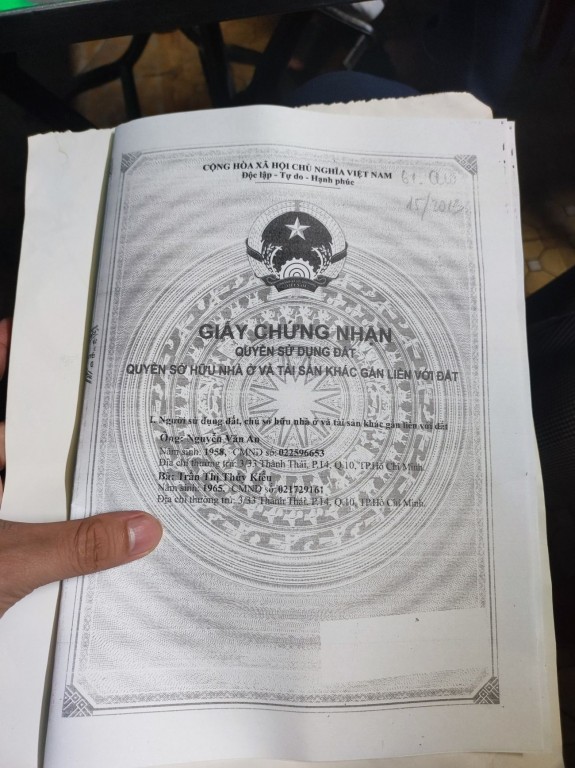 CỘNG HÒA XÃ HỘI CHỦ NGHĨA VIỆT NAM
Độc lập - Tự do - Hạnh phúc
15/2013
GIẤY CHỨNG NHẬN
QUYỀN SỬ DỤNG ĐẤT
QUYỀN SỞ HỮU NHÀ Ở VÀ TÀI SẢN KHÁC GẮN LIỀN VỚI ĐẤT
I. Người sử dụng đất, chủ sở hữu nhà ở và tài sản khác gắn liền với đất
Ông: Nguyễn Văn An
Năm sinh: 1958, CMND số: 022596653
Địa chỉ thường trú: 3/33 Thành Thái, P.14, Q.10, TP.Hồ Chí Minh.
Bà: Trần Thị Thúy Kiều
Năm sinh: 1965, CMND số: 021729161
Địa chỉ thường trú: 3/33 Thành Thái, P.14, Q.10, TP.Hồ Chí Minh.